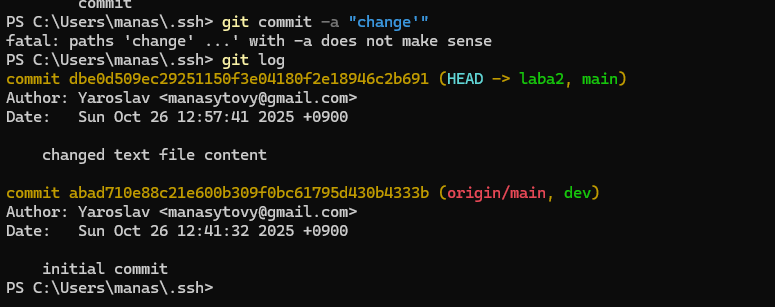 commit
PS C:\Users\manas\.ssh> git commit -a "change'"
fatal: paths 'change' ...' with -a does not make sense
PS C:\Users\manas\.ssh> git log
commit dbe0d509ec29251150f3e04180f2e18946c2b691 (HEAD -> laba2, main)
Author: Yaroslav <manasytovy@gmail.com>
Date:   Sun Oct 26 12:57:41 2025 +0900
changed text file content
commit abad710e88c21e600b309f0bc61795d430b4333b (origin/main, dev)
Author: Yaroslav <manasytovy@gmail.com>
Date:   Sun Oct 26 12:41:32 2025 +0900
initial commit
PS C:\Users\manas\.ssh>